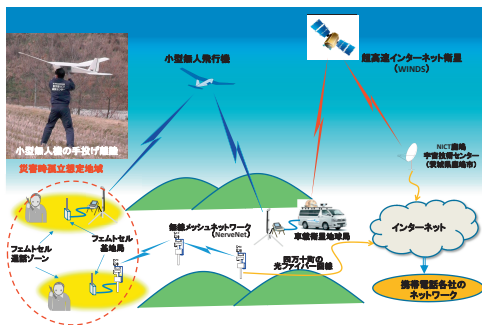 小型無人飛行機
超高速インターネット衛星
（WINDS）
小型無人機の手投げ離陸
災害時孤立想定地域
NICT鹿嶋
宇宙技術センター
（茨城県鹿嶋市）
無線メッシュネットワーク
（NerveNet）
車載衛星地球局
インターネット
フェムトセル
通話ゾーン
フェムトセル
基地局
四万十町の
光ファイバー回線
携帯電話各社の
ネットワーク